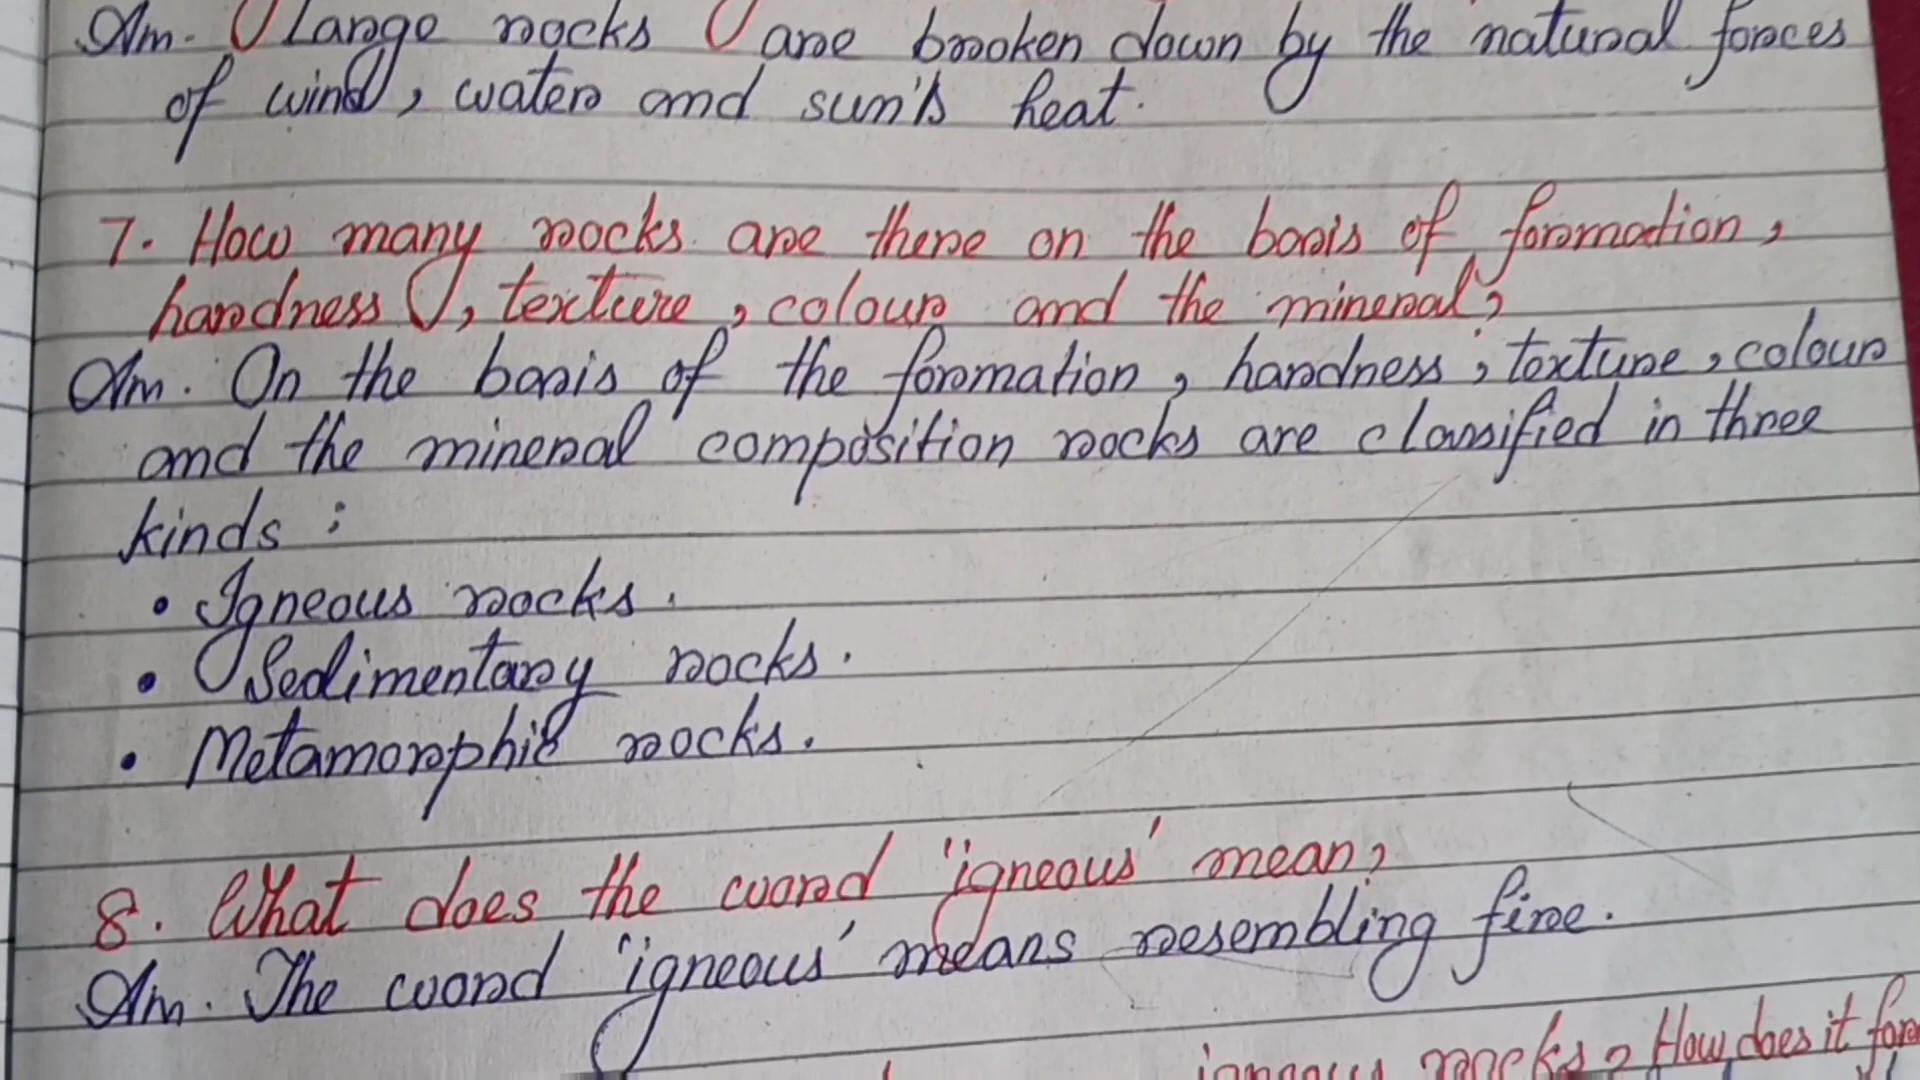 Ans. Large rocks are broken down by the natural forces
of wind, water and sun's heat.
7. How many rocks are there on the basis of formation,
hardness, texture, colour and the mineral?
Ans. On the basis of the formation, hardness, texture, colour
and the mineral composition rocks are classified in three
kinds:
• Igneous rocks.
• Sedimentary rocks.
• Metamorphic rocks.
8. What does the word 'igneous' mean?
Ans. The word 'igneous' means resembling fire.
igneous rocks? How does it form